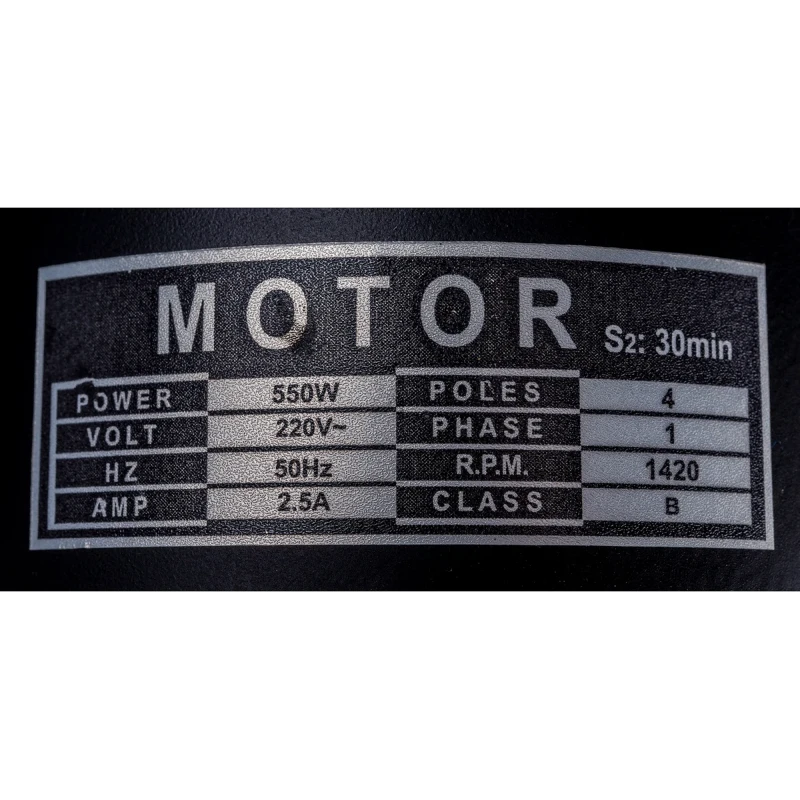 MOTOR S2: 30min
POWER 550W POLES 4
VOLT 220V~ PHASE 1
HZ 50Hz R.P.M. 1420
AMP 2.5A CLASS B